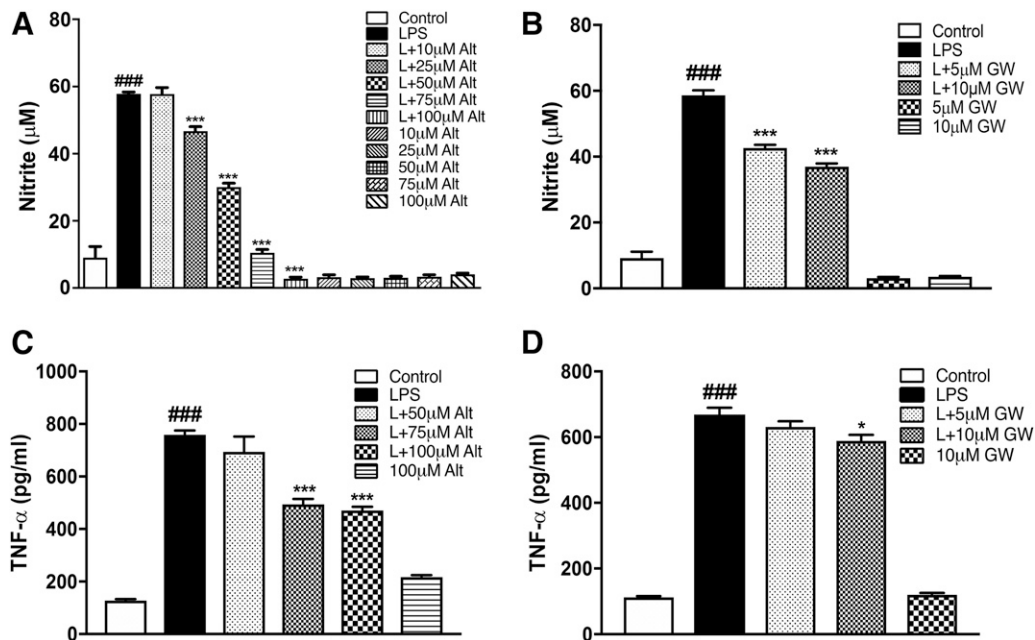 A
Nitrite (μM)
80
60
40
20
0
###
***
***
***
***
Control
LPS
L+10μM Alt
L+25μM Alt
L+50μM Alt
L+75μM Alt
L+100μM Alt
10μM Alt
25μM Alt
50μM Alt
75μM Alt
100μM Alt
B
Nitrite (μM)
80
60
40
20
0
###
***
***
Control
LPS
L+5μM GW
L+10μM GW
5μM GW
10μM GW
C
TNF-α (pg/ml)
1000
800
600
400
200
0
###
***
***
Control
LPS
L+50μM Alt
L+75μM Alt
L+100μM Alt
100μM Alt
D
TNF-α (pg/ml)
800
600
400
200
0
###
*
Control
LPS
L+5μM GW
L+10μM GW
10μM GW